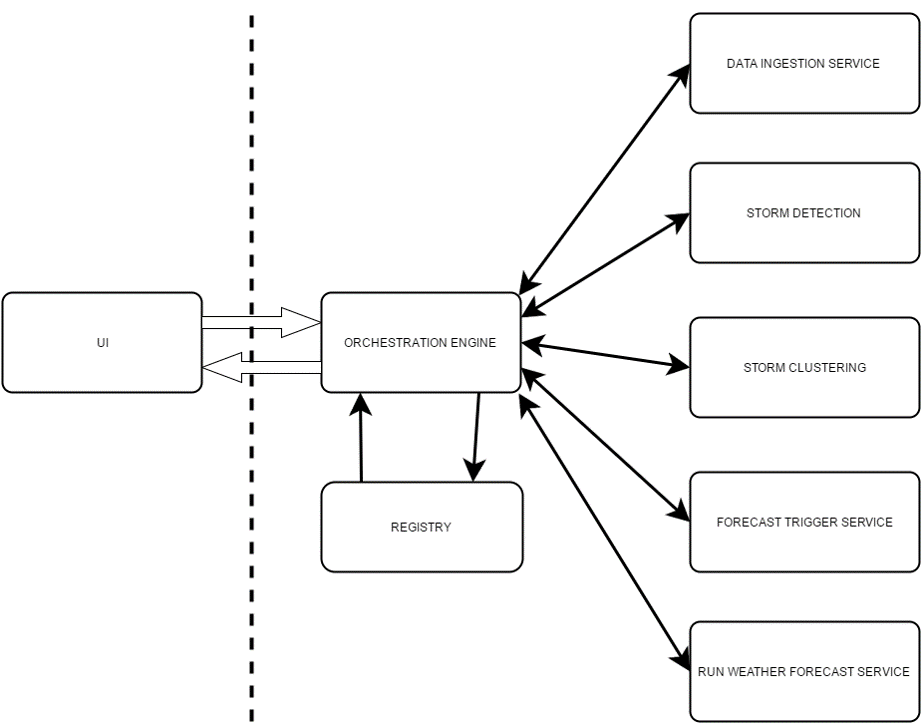 DATA INGESTION SERVICE
STORM DETECTION
UI
ORCHESTRATION ENGINE
STORM CLUSTERING
REGISTRY
FORECAST TRIGGER SERVICE
RUN WEATHER FORECAST SERVICE